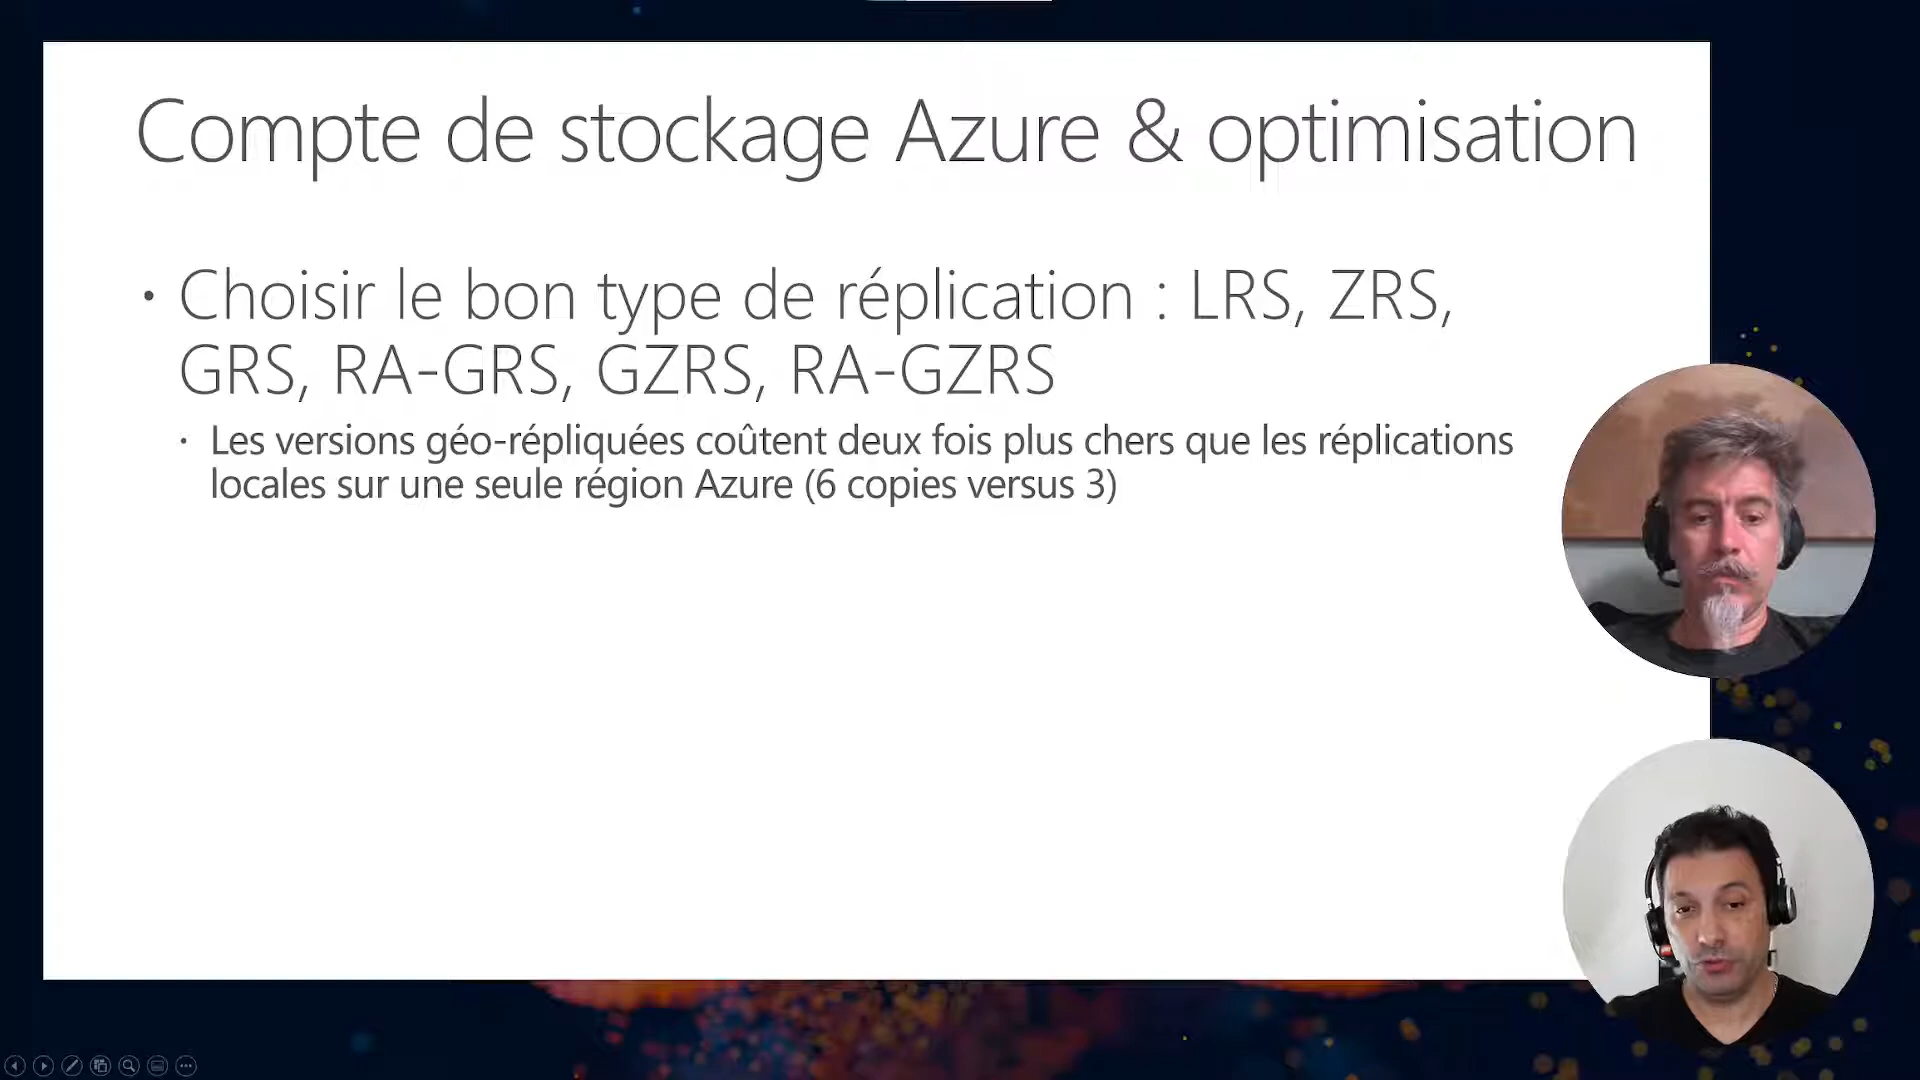 Compte de stockage Azure & optimisation
• Choisir le bon type de réplication : LRS, ZRS,
GRS, RA-GRS, GZRS, RA-GZRS
• Les versions géo-répliquées coûtent deux fois plus chers que les réplications
locales sur une seule région Azure (6 copies versus 3)